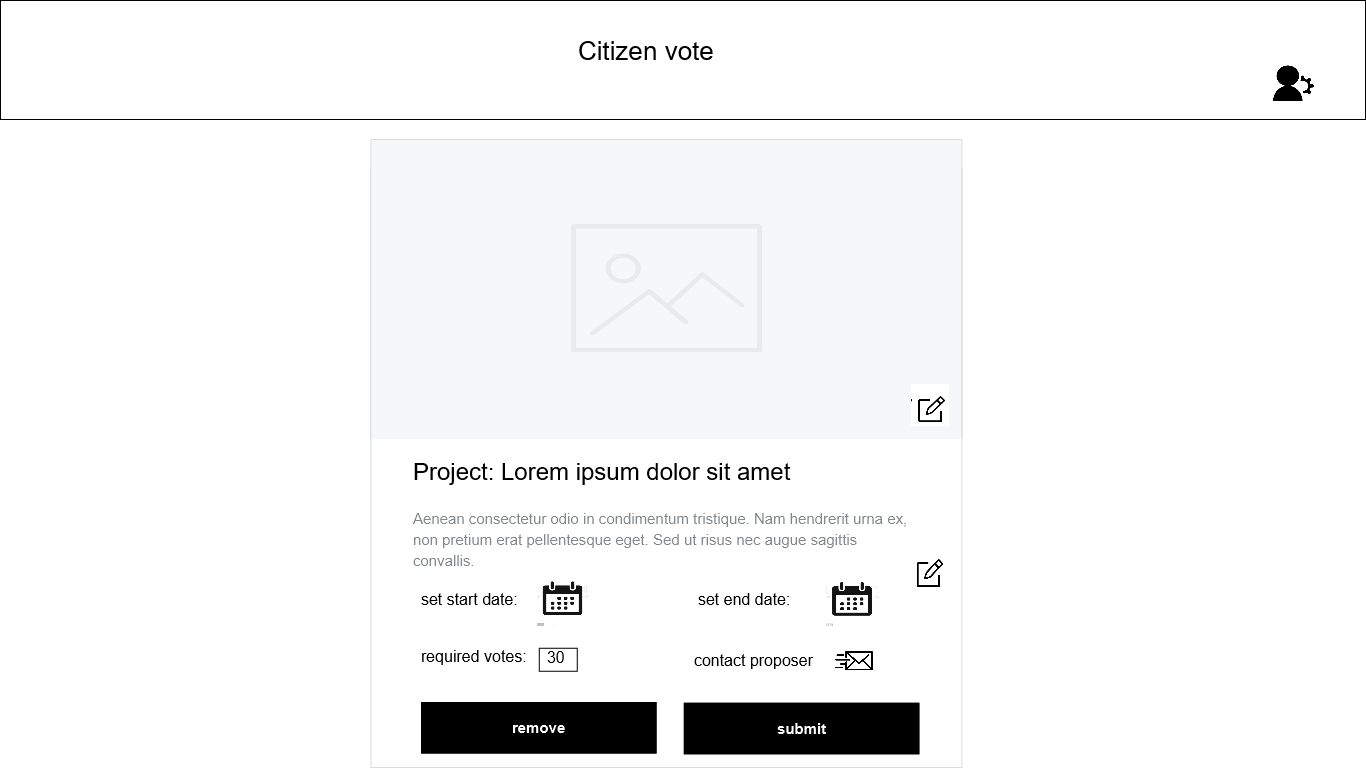 Citizen vote
Project: Lorem ipsum dolor sit amet
Aenean consectetur odio in condimentum tristique. Nam hendrerit urna ex,
non pretium erat pellentesque eget. Sed ut risus nec augue sagittis
convallis.
set start date:
set end date:
required votes: 30
contact proposer
remove
submit